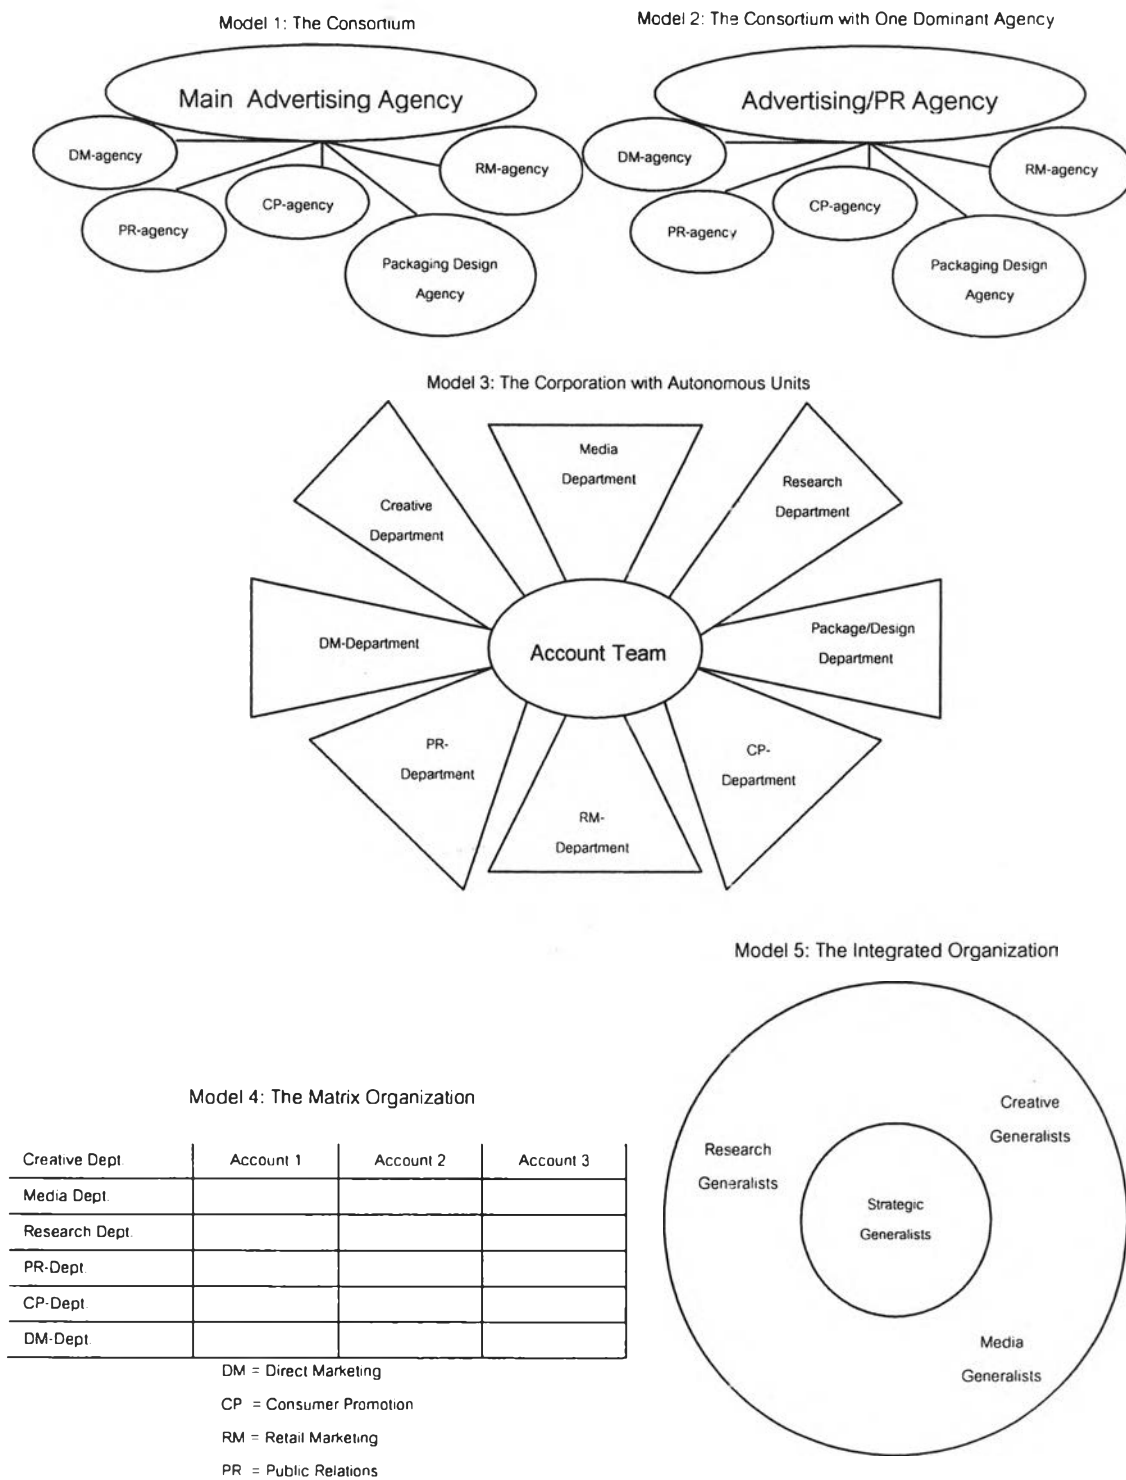 Model 1: The Consortium
Main Advertising Agency
DM-agency
PR-agency
CP-agency
RM-agency
Packaging Design
Agency
Model 2: The Consortium with One Dominant Agency
Advertising/PR Agency
DM-agency
PR-agency
CP-agency
RM-agency
Packaging Design
Agency
Model 3: The Corporation with Autonomous Units
Media
Department
Creative
Department
Research
Department
DM-Department
Account Team
Package/Design
Department
PR-
Department
CP-
Department
RM-
Department
Model 4: The Matrix Organization
Creative Dept. Account 1 Account 2 Account 3
Media Dept.
Research Dept.
PR-Dept.
CP-Dept.
DM-Dept.
DM = Direct Marketing
CP = Consumer Promotion
RM = Retail Marketing
PR = Public Relations
Model 5: The Integrated Organization
Research
Generalists
Creative
Generalists
Strategic
Generalists
Media
Generalists